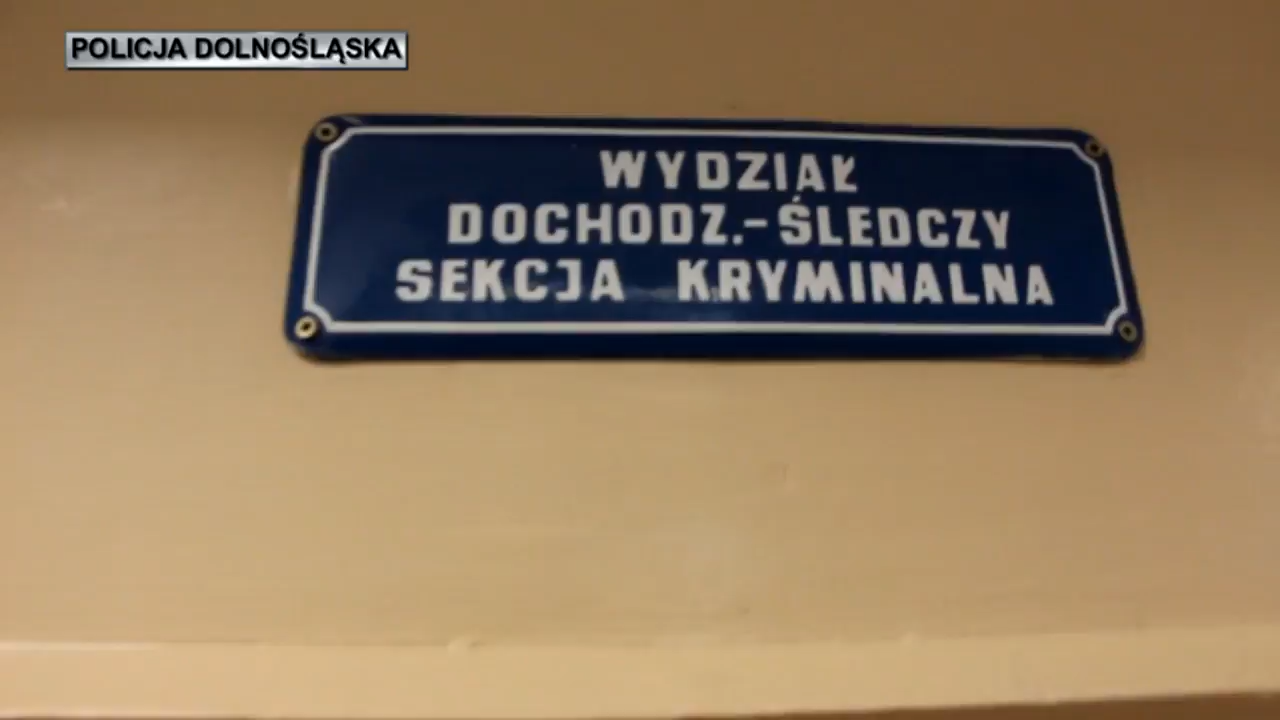 POLICJA DOLNOŚLĄSKA
WYDZIAŁ
DOCHODZ.-ŚLEDCZY
SEKCJA KRYMINALNA